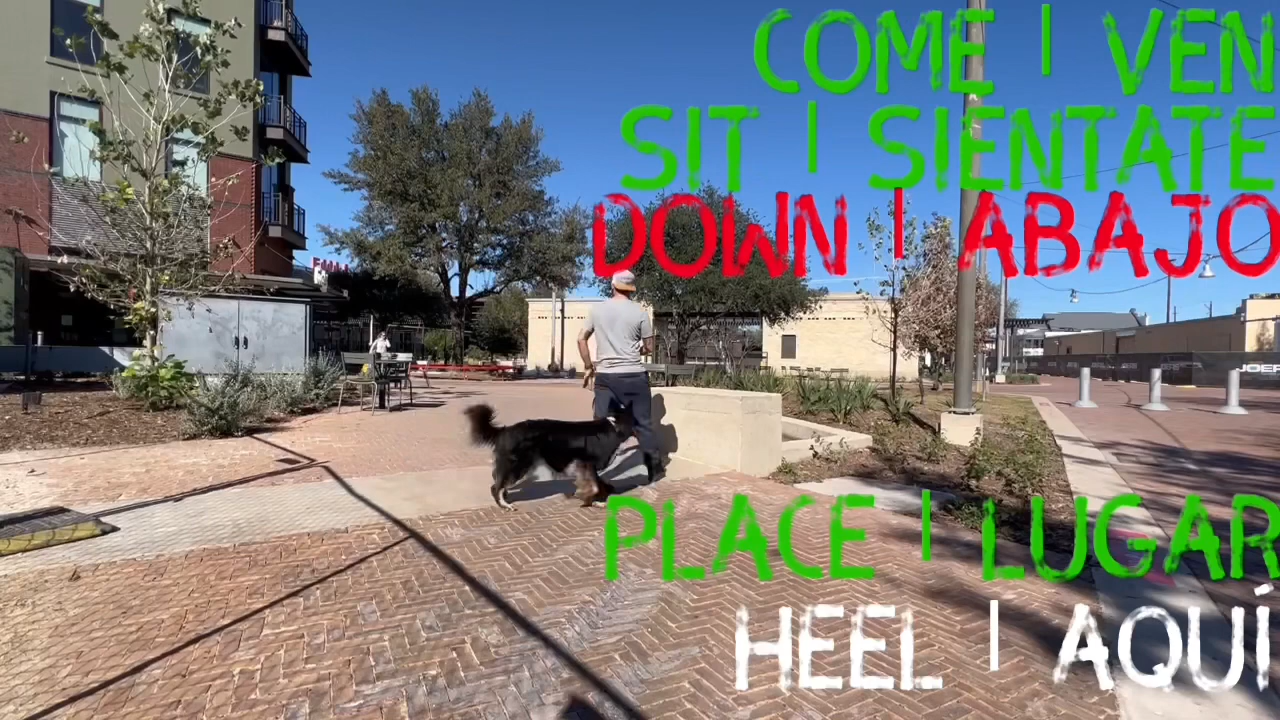 COME | VEN
SIT | SIENTATE
DOWN | ABAJO
PLACE | LUGAR
HEEL | AQUÍ